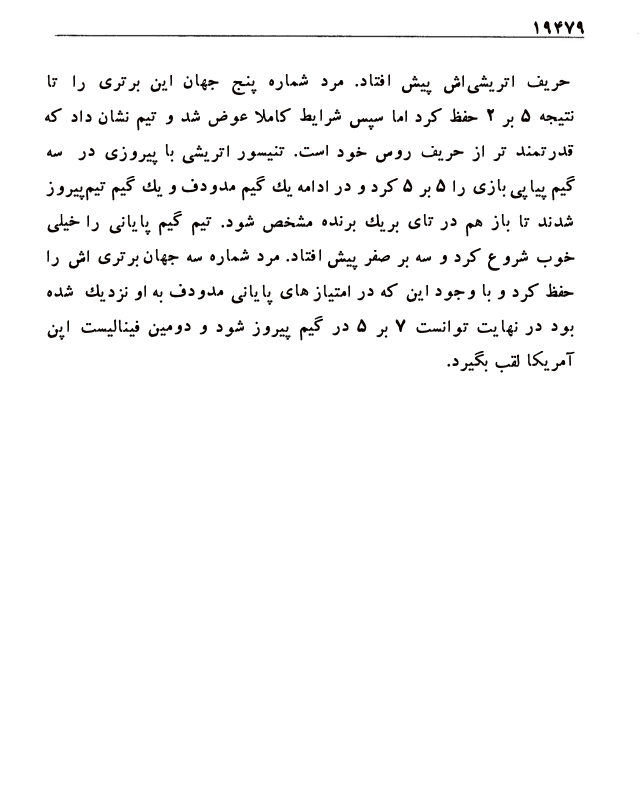 ۱۹۴۷۹
حریف اتریشی‌اش پیش افتاد. مرد شماره پنج جهان این برتری را تا
نتیجه ۵ بر ۲ حفظ کرد اما سپس شرایط کاملا عوض شد و تیم نشان داد که
قدرتمند تر از حریف روس خود است. تنیسور اتریشی با پیروزی در سه
گیم پیاپی بازی را ۵ بر ۵ کرد و در ادامه یك گیم مدودف و یك گیم تیم پیروز
شدند تا باز هم در تای بریك برنده مشخص شود. تیم گیم پایانی را خیلی
خوب شروع کرد و سه بر صفر پیش افتاد. مرد شماره سه جهان برتری اش را
حفظ کرد و با وجود این که در امتیاز های پایانی مدودف به او نزدیك شده
بود در نهایت توانست ۷ بر ۵ در گیم پیروز شود و دومین فینالیست اپن
آمریکا لقب بگیرد.